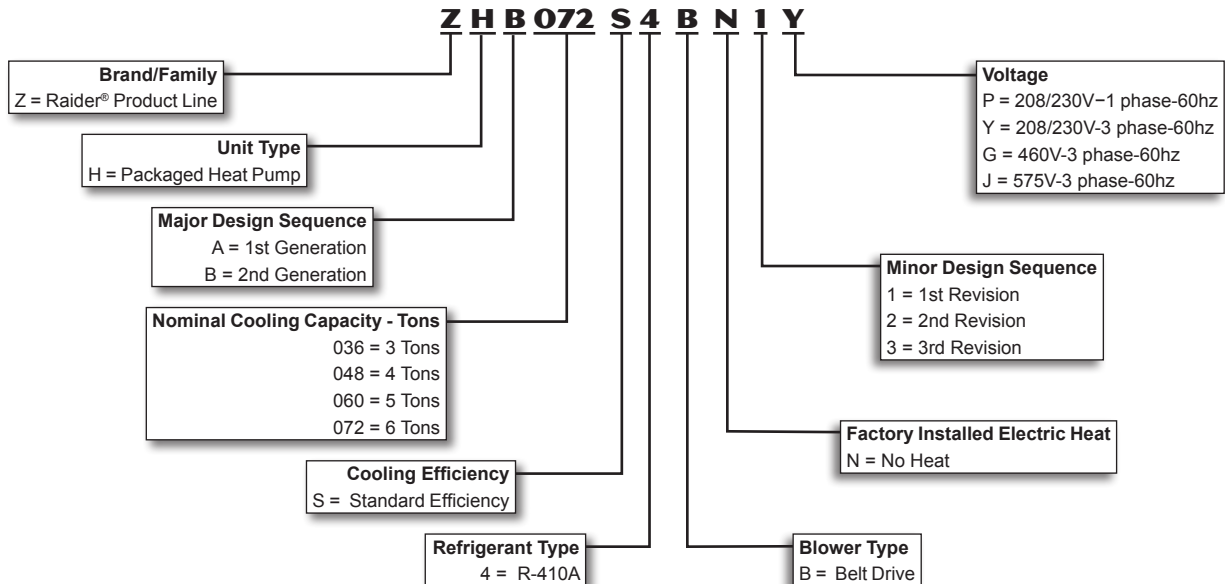 Z H B 072 S 4 B N 1 Y
Brand/Family
Z = Raider® Product Line
Unit Type
H = Packaged Heat Pump
Major Design Sequence
A = 1st Generation
B = 2nd Generation
Nominal Cooling Capacity - Tons
036 = 3 Tons
048 = 4 Tons
060 = 5 Tons
072 = 6 Tons
Cooling Efficiency
S = Standard Efficiency
Refrigerant Type
4 = R-410A
Voltage
P = 208/230V−1 phase-60hz
Y = 208/230V-3 phase-60hz
G = 460V-3 phase-60hz
J = 575V-3 phase-60hz
Minor Design Sequence
1 = 1st Revision
2 = 2nd Revision
3 = 3rd Revision
Factory Installed Electric Heat
N = No Heat
Blower Type
B = Belt Drive